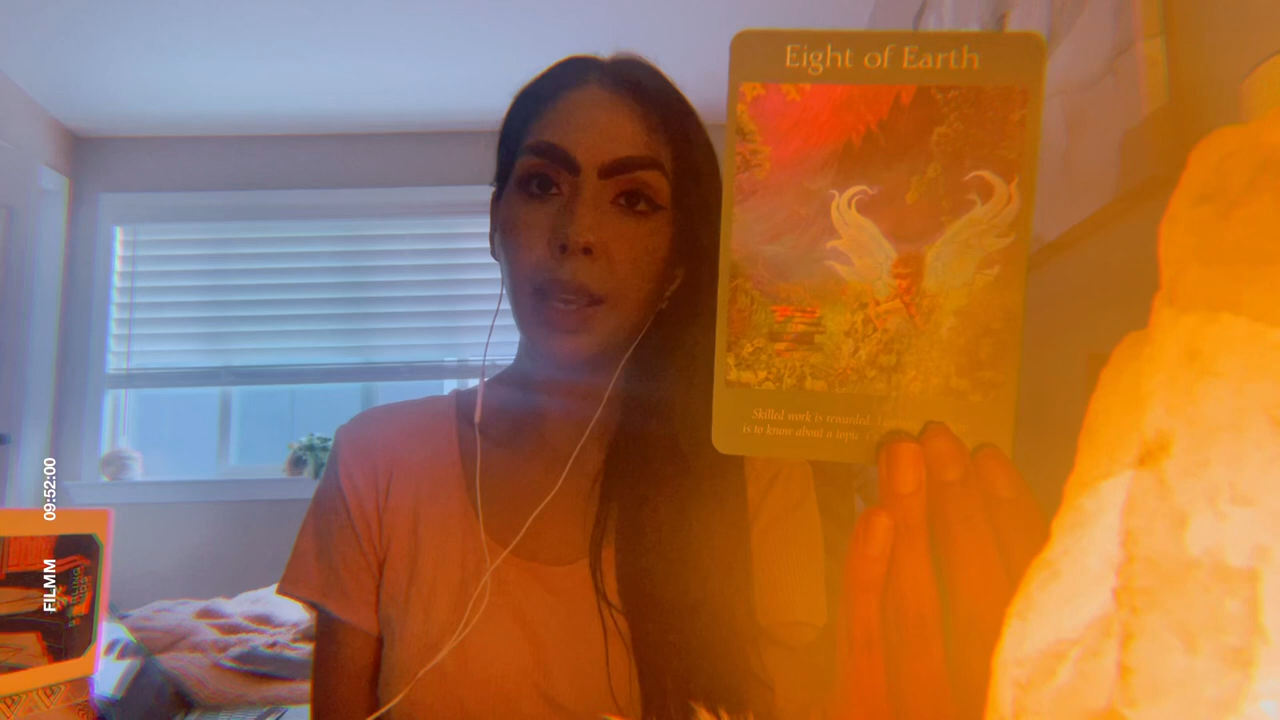 Eight of Earth
Skilled work is rewarded.
is to know about a topic
FILMM 09:52:00